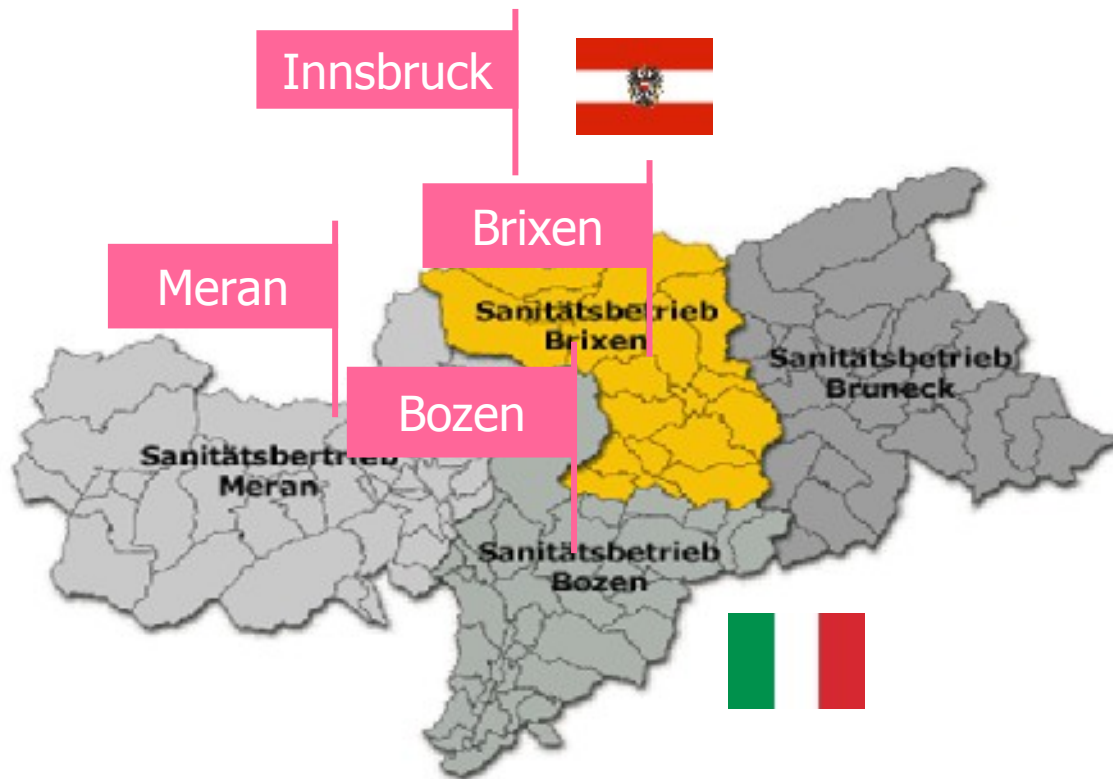 Innsbruck
Brixen
Meran
Sanitätsbetrieb
Brixen
Sanitätsbetrieb
Bruneck
Bozen
Sanitätsbertrieb
Meran
Sanitätsbetrieb
Bozen